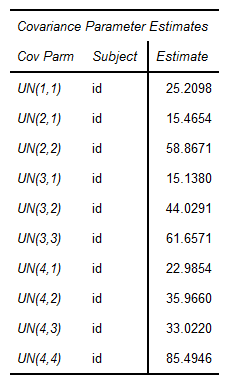 Covariance Parameter Estimates
Cov Parm Subject Estimate
UN(1,1) id 25.2098
UN(2,1) id 15.4654
UN(2,2) id 58.8671
UN(3,1) id 15.1380
UN(3,2) id 44.0291
UN(3,3) id 61.6571
UN(4,1) id 22.9854
UN(4,2) id 35.9660
UN(4,3) id 33.0220
UN(4,4) id 85.4946